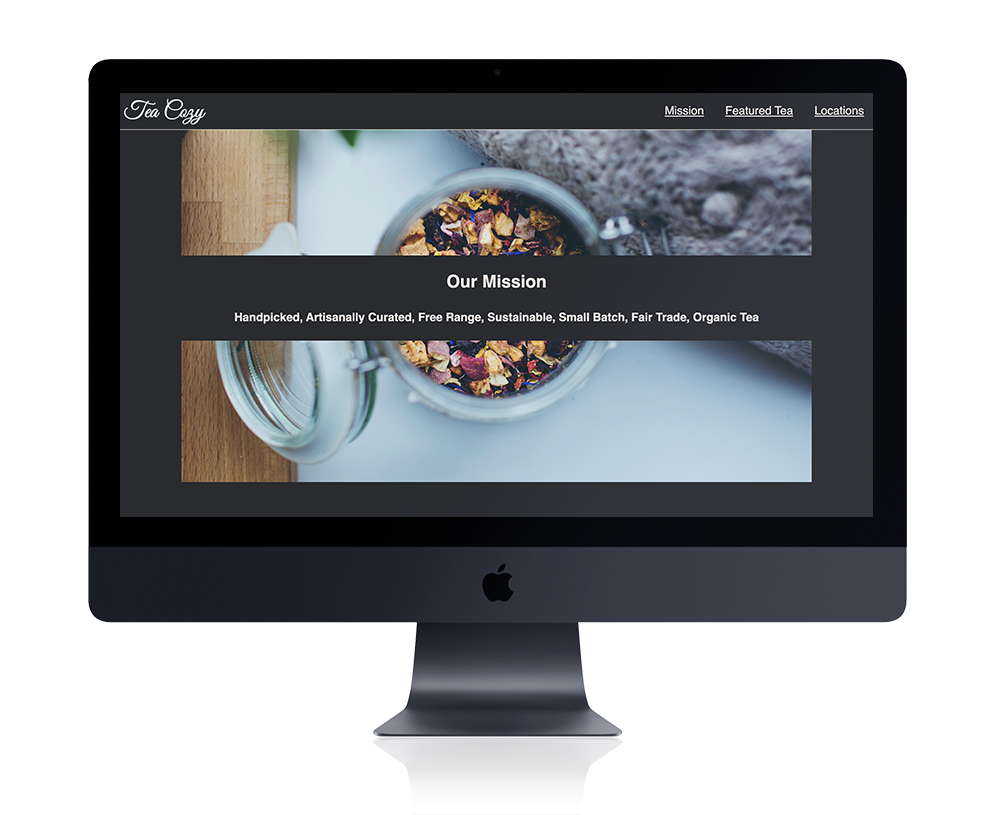 Tea Cozy
Mission Featured Tea Locations
Our Mission
Handpicked, Artisanally Curated, Free Range, Sustainable, Small Batch, Fair Trade, Organic Tea